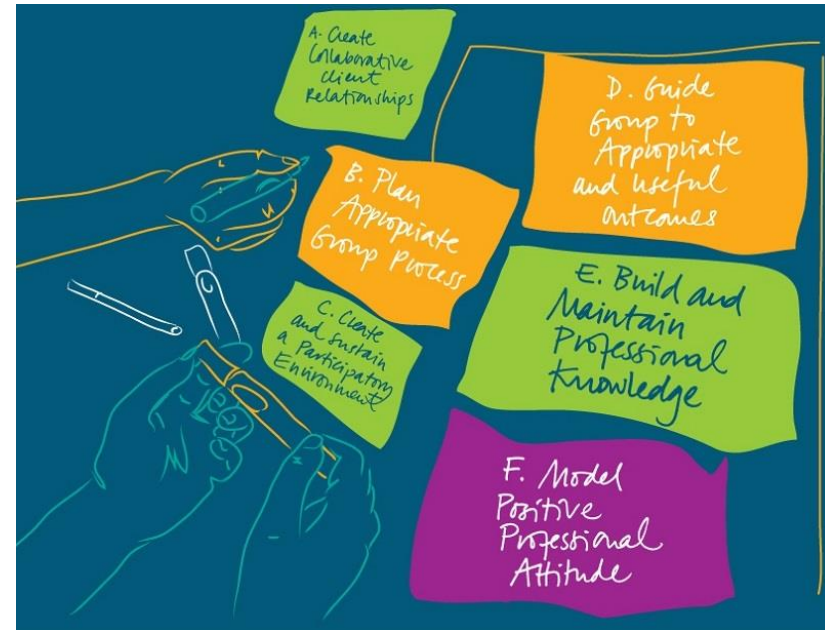 A. Create
Collaborative
Client
Relationships
B. Plan
Appropriate
Group Process
C. Create
and Sustain
a Participatory
Environment
D. Guide
Group to
Appropriate
and Useful
Outcomes
E. Build and
Maintain
Professional
Knowledge
F. Model
Positive
Professional
Attitude